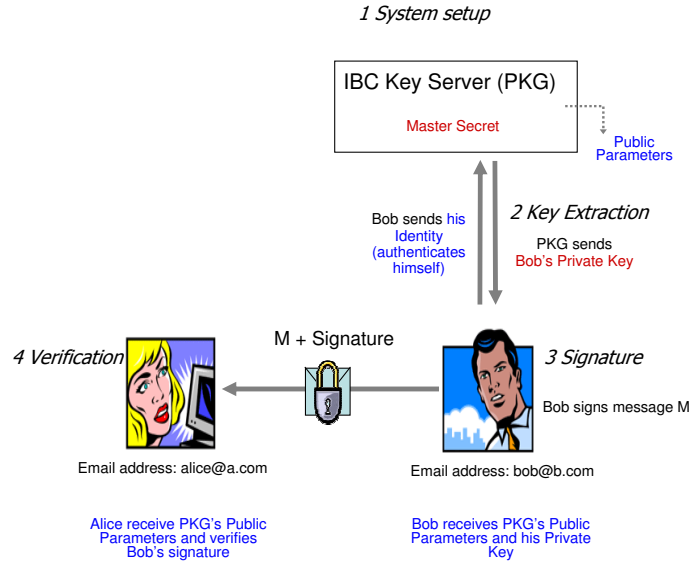 1 System setup
IBC Key Server (PKG)
Master Secret
Public
Parameters
Bob sends his
Identity
(authenticates
himself)
2 Key Extraction
PKG sends
Bob's Private Key
4 Verification
M + Signature
3 Signature
Bob signs message M
Email address: alice@a.com
Email address: bob@b.com
Alice receive PKG's Public
Parameters and verifies
Bob's signature
Bob receives PKG's Public
Parameters and his Private
Key